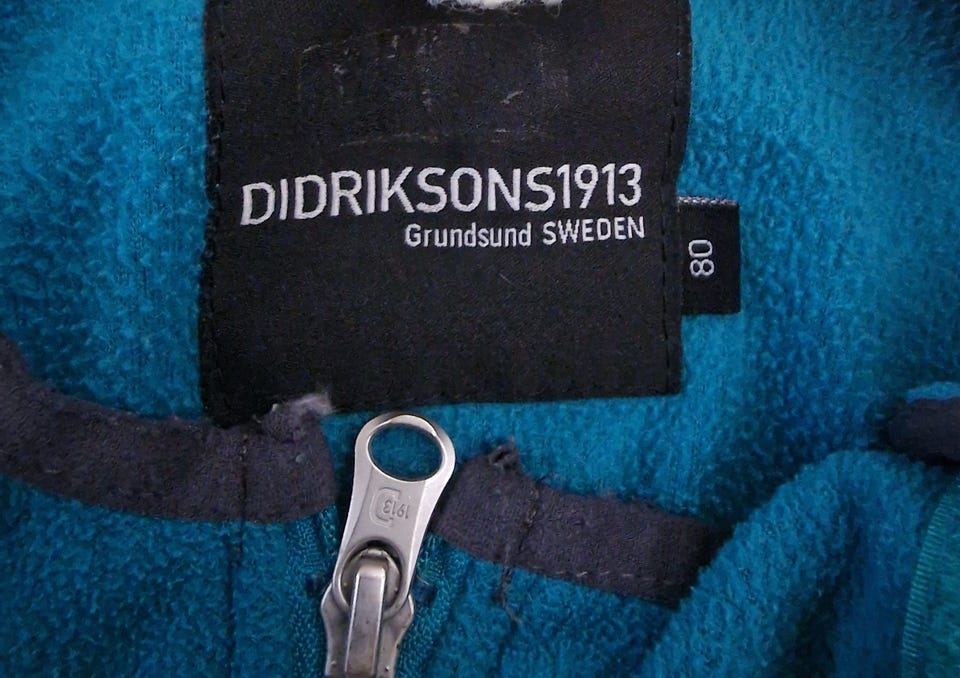 DIDRIKSONS1913
Grundsund SWEDEN
80
1913